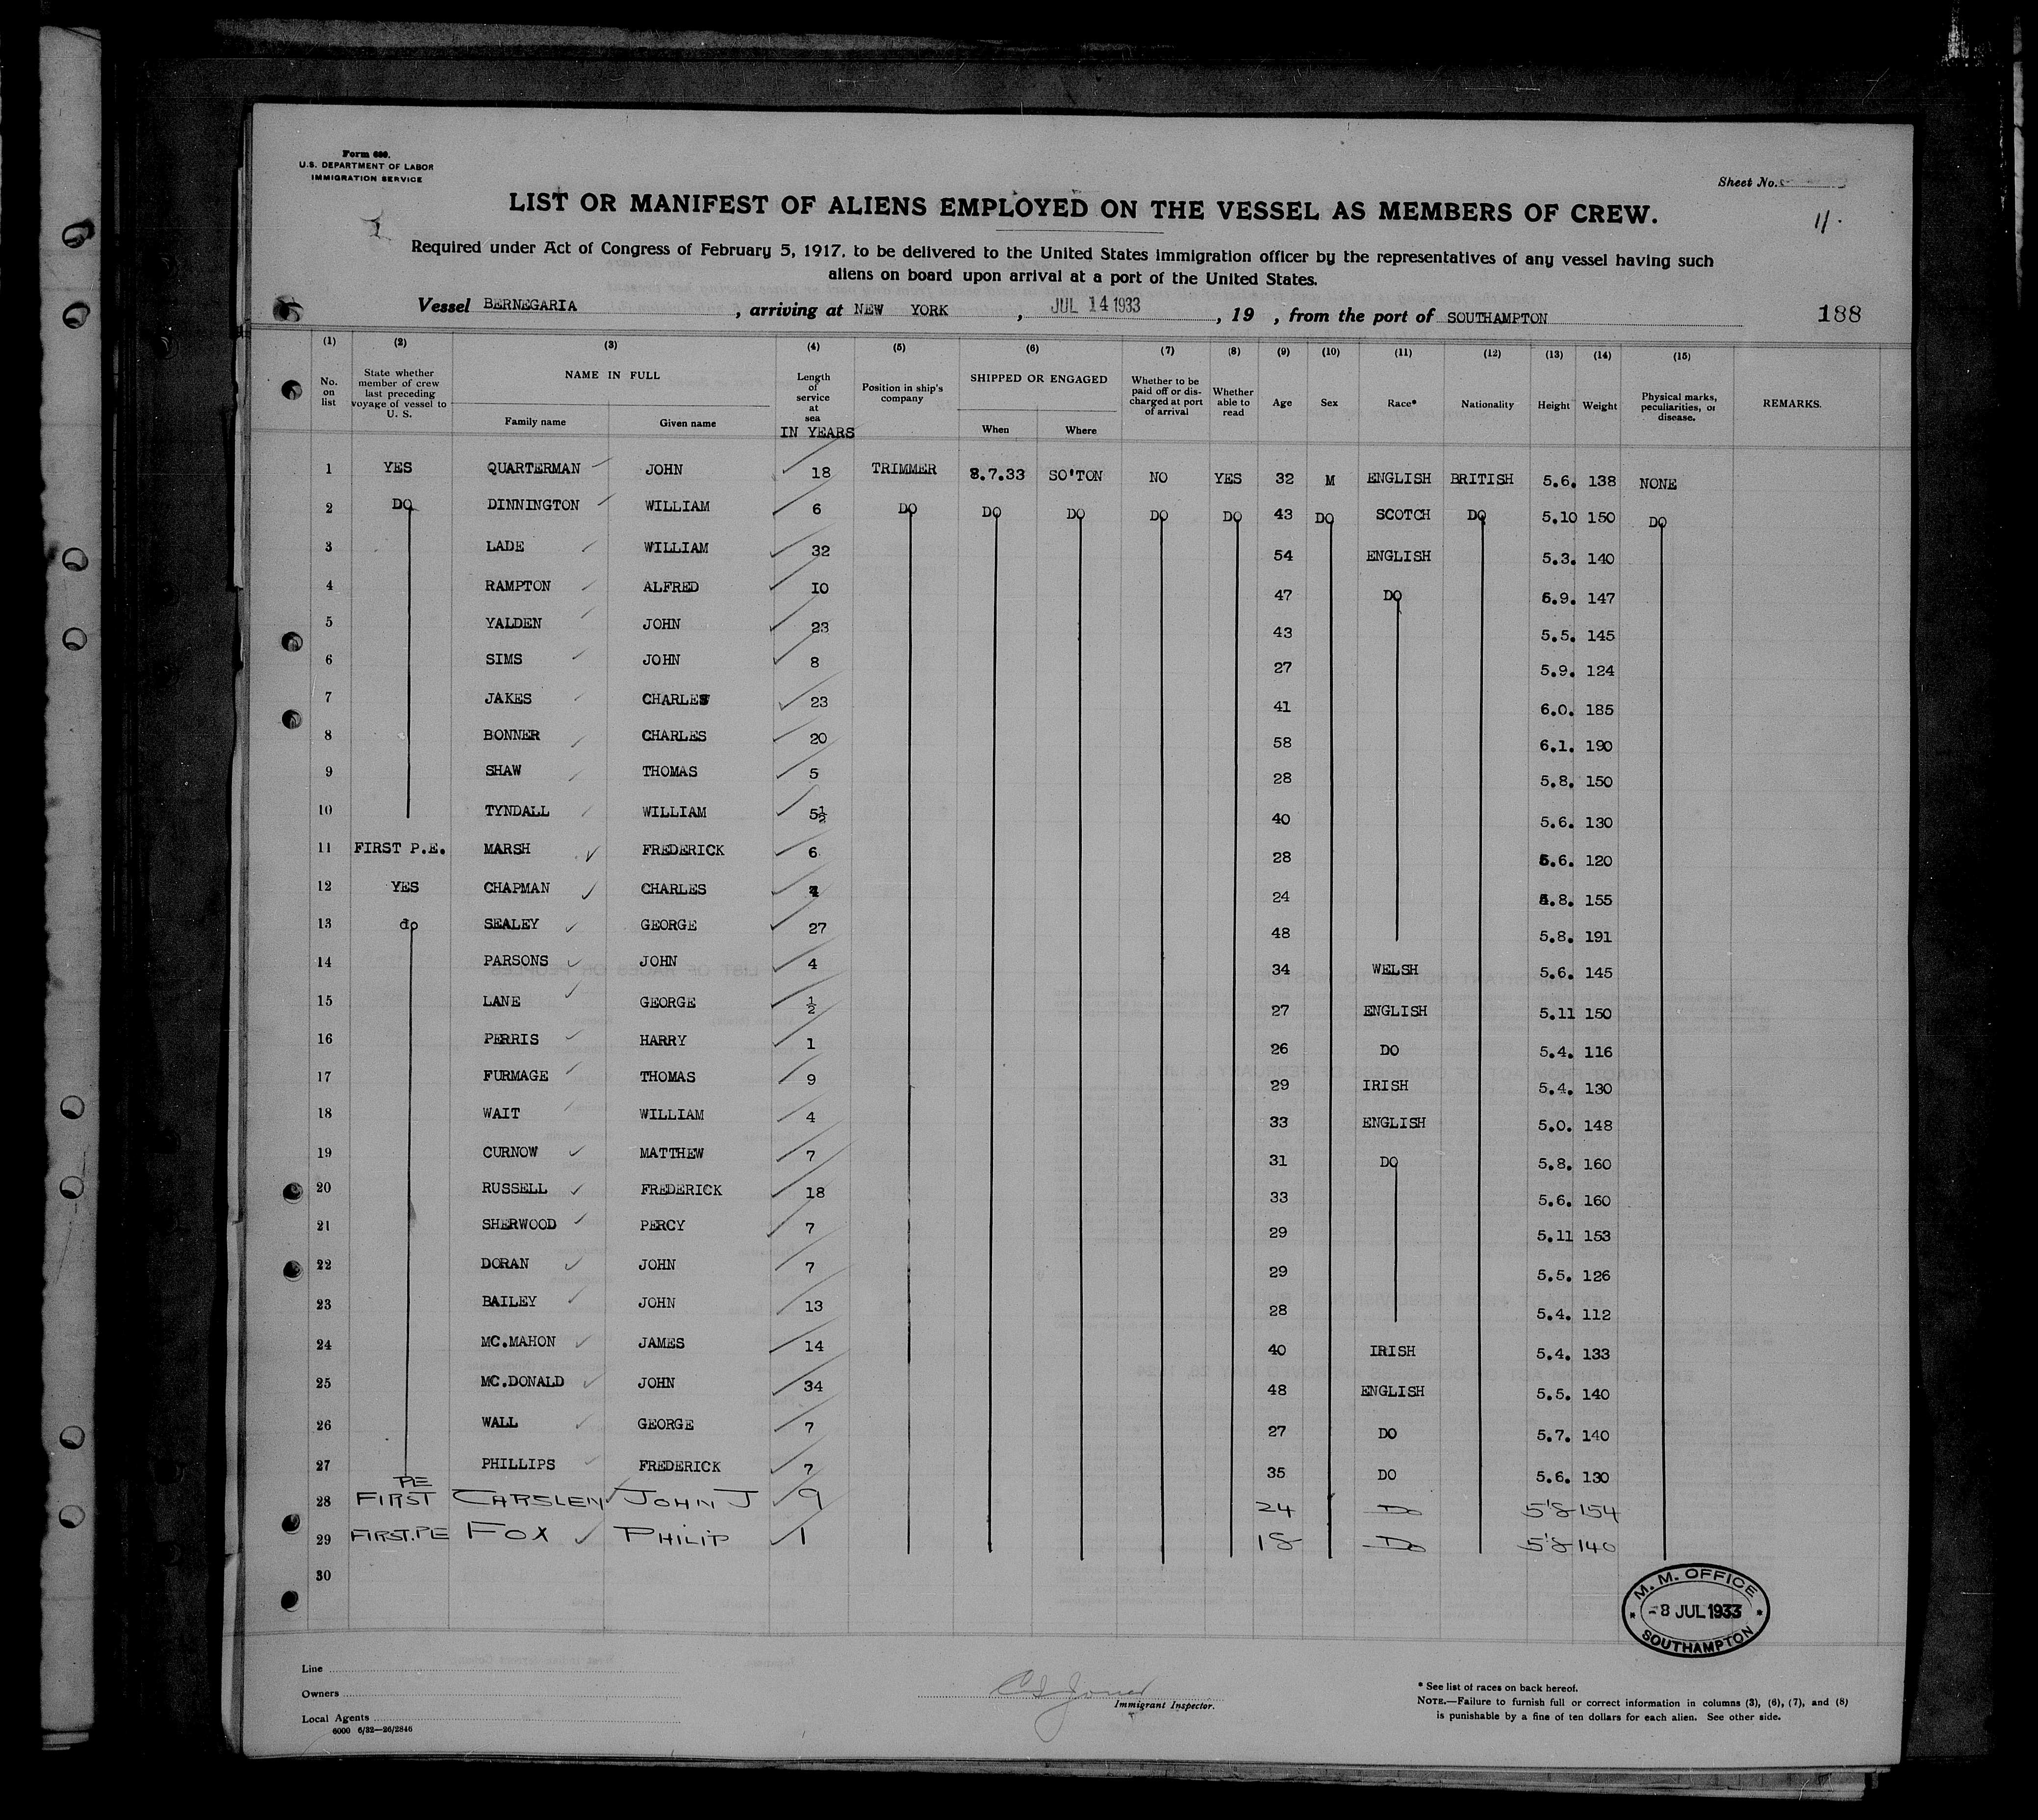 Form 680.
U.S. DEPARTMENT OF LABOR
IMMIGRATION SERVICE
Sheet No.
11.
LIST OR MANIFEST OF ALIENS EMPLOYED ON THE VESSEL AS MEMBERS OF CREW.
Required under Act of Congress of February 5, 1917, to be delivered to the United States immigration officer by the representatives of any vessel having such
aliens on board upon arrival at a port of the United States.
Vessel BERNEGARIA, arriving at NEW YORK, JUL 14 1933, 19 , from the port of SOUTHAMPTON
188
(1) (2) (3) (4) (5) (6) (7) (8) (9) (10) (11) (12) (13) (14) (15)
No. on list State whether member of crew last preceding voyage of vessel to U. S. NAME IN FULL Family name Given name Length of service at sea IN YEARS Position in ship's company SHIPPED OR ENGAGED When Where Whether to be paid off or discharged at port of arrival Whether able to read Age Sex Race* Nationality Height Weight Physical marks, peculiarities, or disease. REMARKS.
1 YES QUARTERMAN JOHN 18 TRIMMER 8.7.33 SO'TON NO YES 32 M ENGLISH BRITISH 5.6. 138 NONE
2 DO DINNINGTON WILLIAM 6 DO DO DO DO DO 43 DO SCOTCH DO 5.10 150 DO
3 LADE WILLIAM 32 54 ENGLISH 5.3. 140
4 RAMPTON ALFRED 10 47 DO 5.9. 147
5 YALDEN JOHN 23 43 5.5. 145
6 SIMS JOHN 8 27 5.9. 124
7 JAKES CHARLES 23 41 6.0. 185
8 BONNER CHARLES 20 58 6.1. 190
9 SHAW THOMAS 5 28 5.8. 150
10 TYNDALL WILLIAM 5½ 40 5.6. 130
11 FIRST P.E. MARSH FREDERICK 6 28 5.6. 120
12 YES CHAPMAN CHARLES 24 5.8. 155
13 do SEALEY GEORGE 27 48 5.8. 191
14 PARSONS JOHN 4 34 WELSH 5.6. 145
15 LANE GEORGE ½ 27 ENGLISH 5.11 150
16 PERRIS HARRY 1 26 DO 5.4. 116
17 FURMAGE THOMAS 9 29 IRISH 5.4. 130
18 WAIT WILLIAM 4 33 ENGLISH 5.0. 148
19 CURNOW MATTHEW 7 31 DO 5.8. 160
20 RUSSELL FREDERICK 18 33 5.6. 160
21 SHERWOOD PERCY 7 29 5.11 153
22 DORAN JOHN 7 29 5.5. 126
23 BAILEY JOHN 13 28 5.4. 112
24 MC.MAHON JAMES 14 40 IRISH 5.4. 133
25 MC.DONALD JOHN 34 48 ENGLISH 5.5. 140
26 WALL GEORGE 7 27 DO 5.7. 140
27 PHILLIPS FREDERICK 7 35 DO 5.6. 130
28 FIRST PE CARSLEN JOHN J 9 24 Do 5'8 154
29 FIRST.PE FOX PHILIP 1 18 Do 5'8 140
30
M. M. OFFICE
-8 JUL 1933
SOUTHAMPTON
Line
Owners
Local Agents
6000 6/32—26/2846
Immigrant Inspector.
* See list of races on back hereof.
NOTE.—Failure to furnish full or correct information in columns (3), (6), (7), and (8)
is punishable by a fine of ten dollars for each alien. See other side.